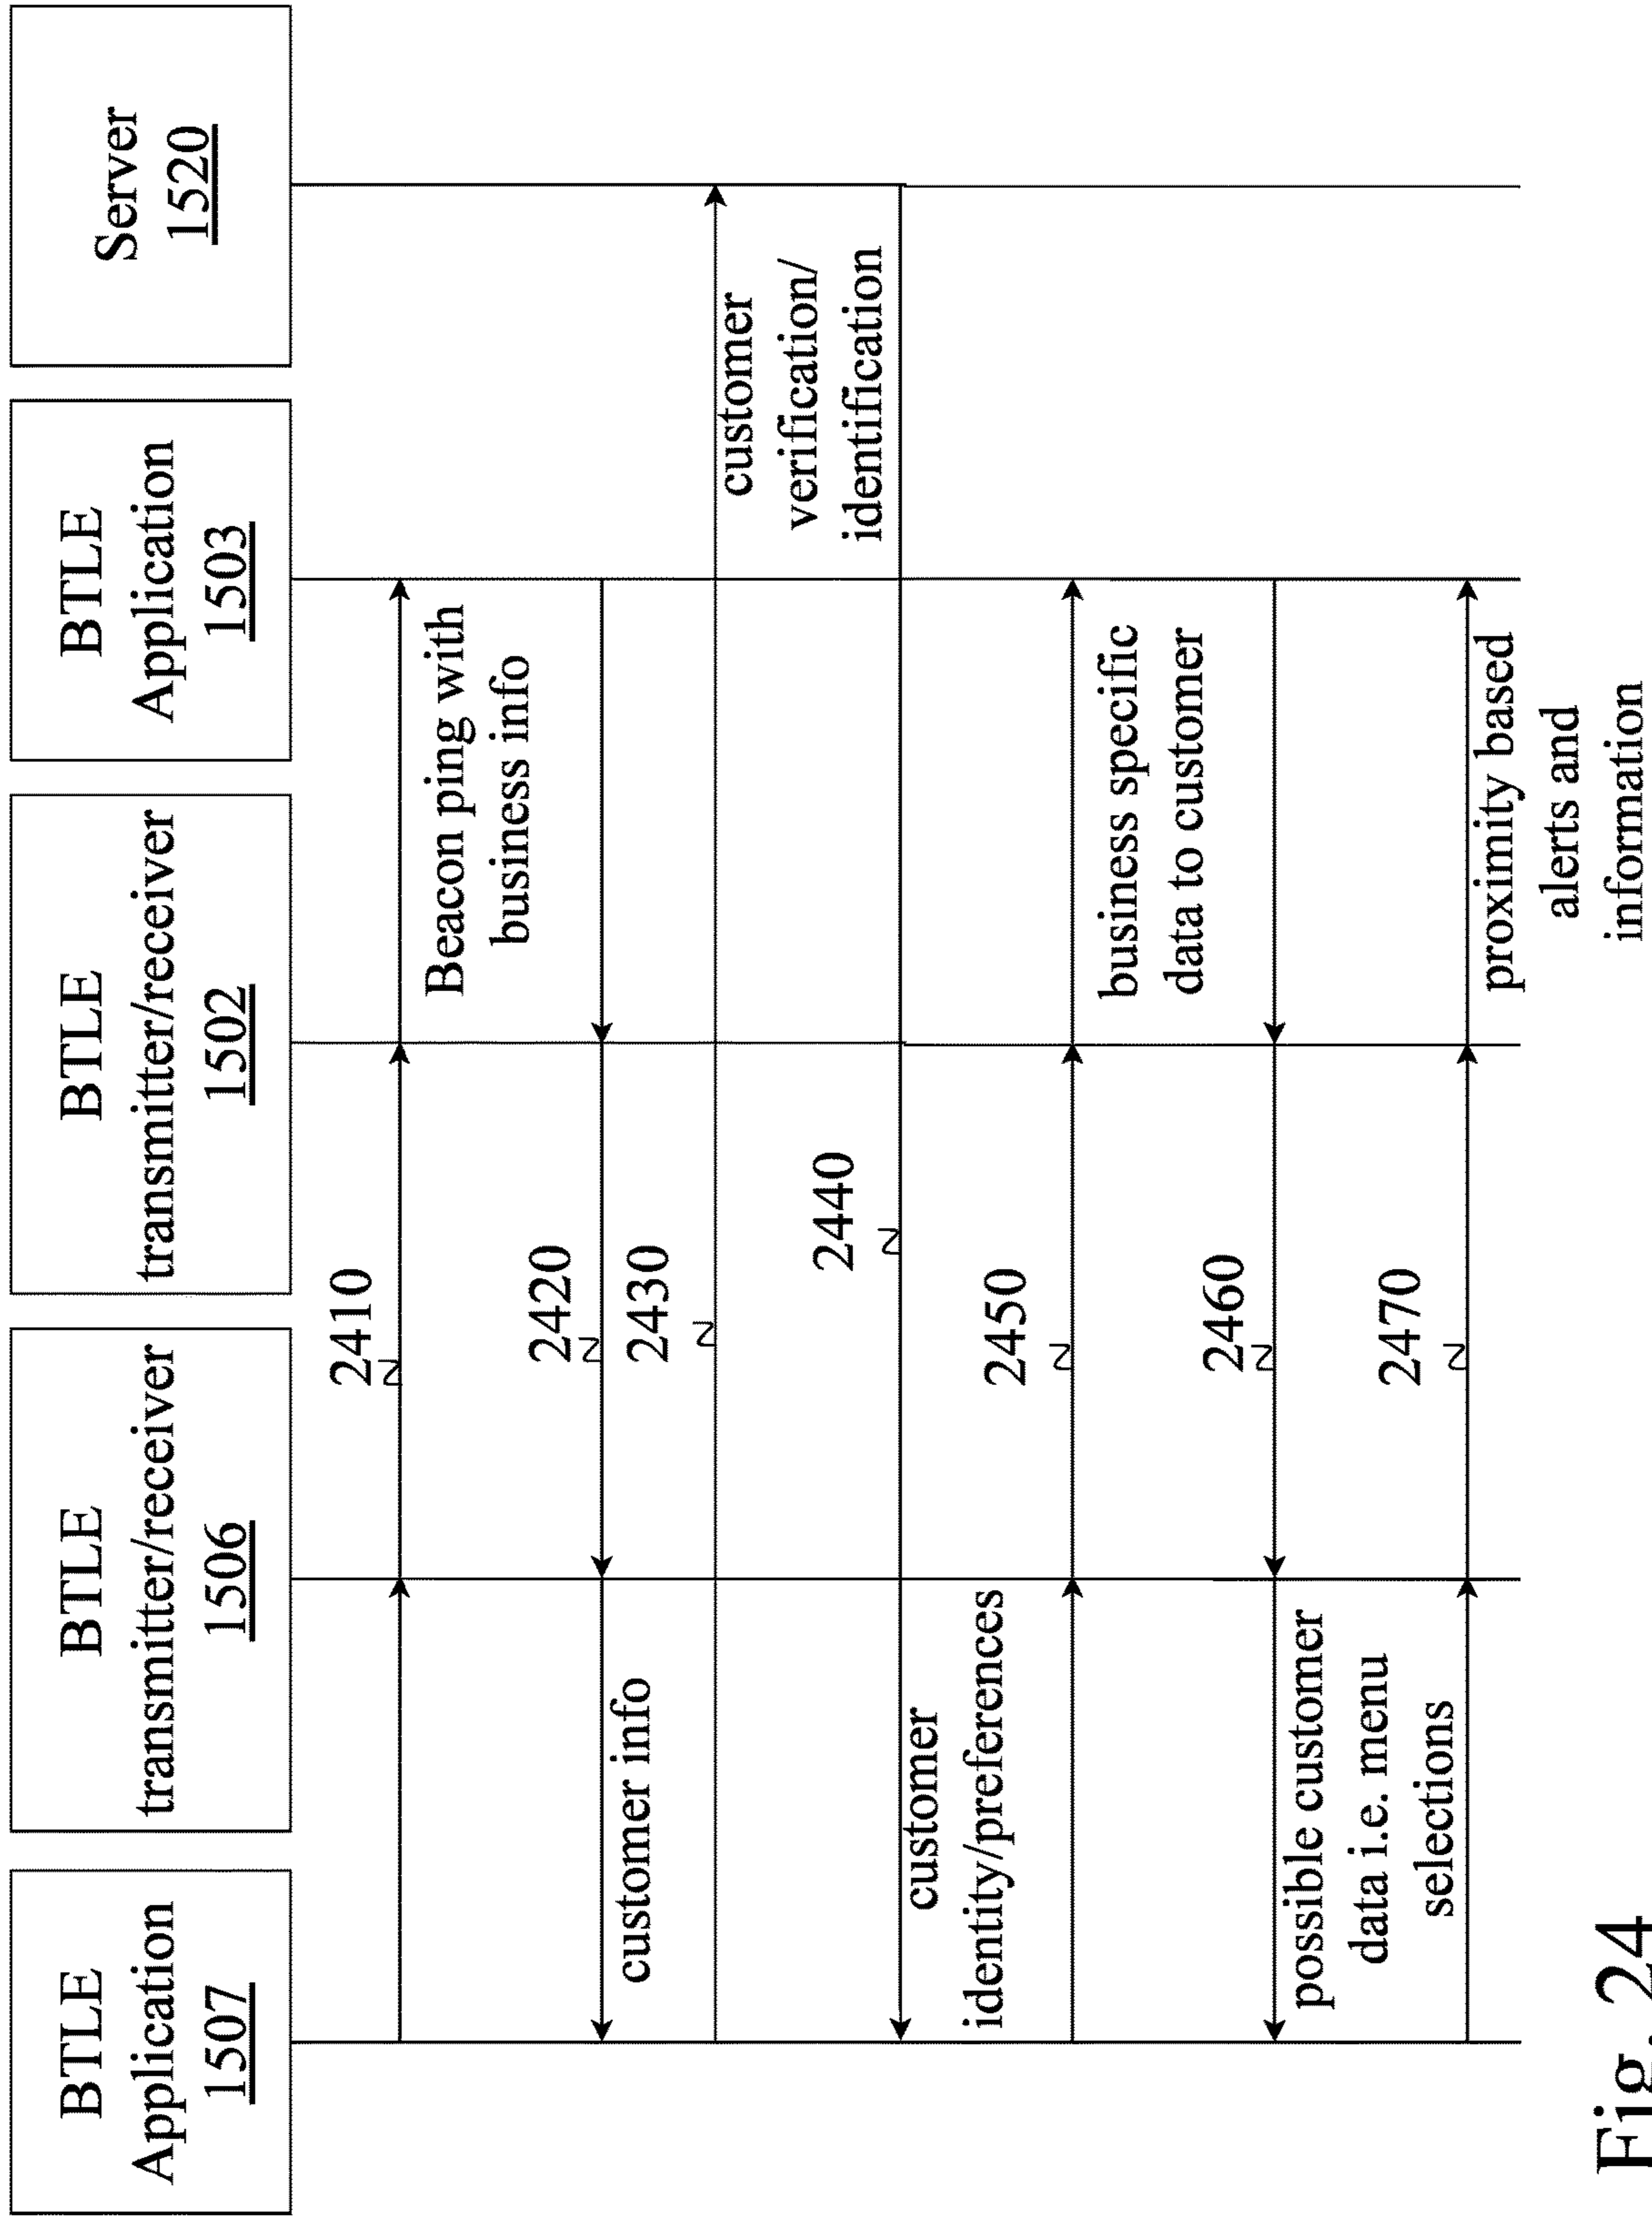 BTLE
Application
1507
BTLE
transmitter/receiver
1506
BTLE
transmitter/receiver
1502
BTLE
Application
1503
Server
1520
2410
Beacon ping with
business info
2420
customer info
2430
customer
verification/
identification
2440
customer
identity/preferences
2450
business specific
data to customer
2460
possible customer
data i.e. menu
selections
2470
proximity based
alerts and
information
Fig. 24